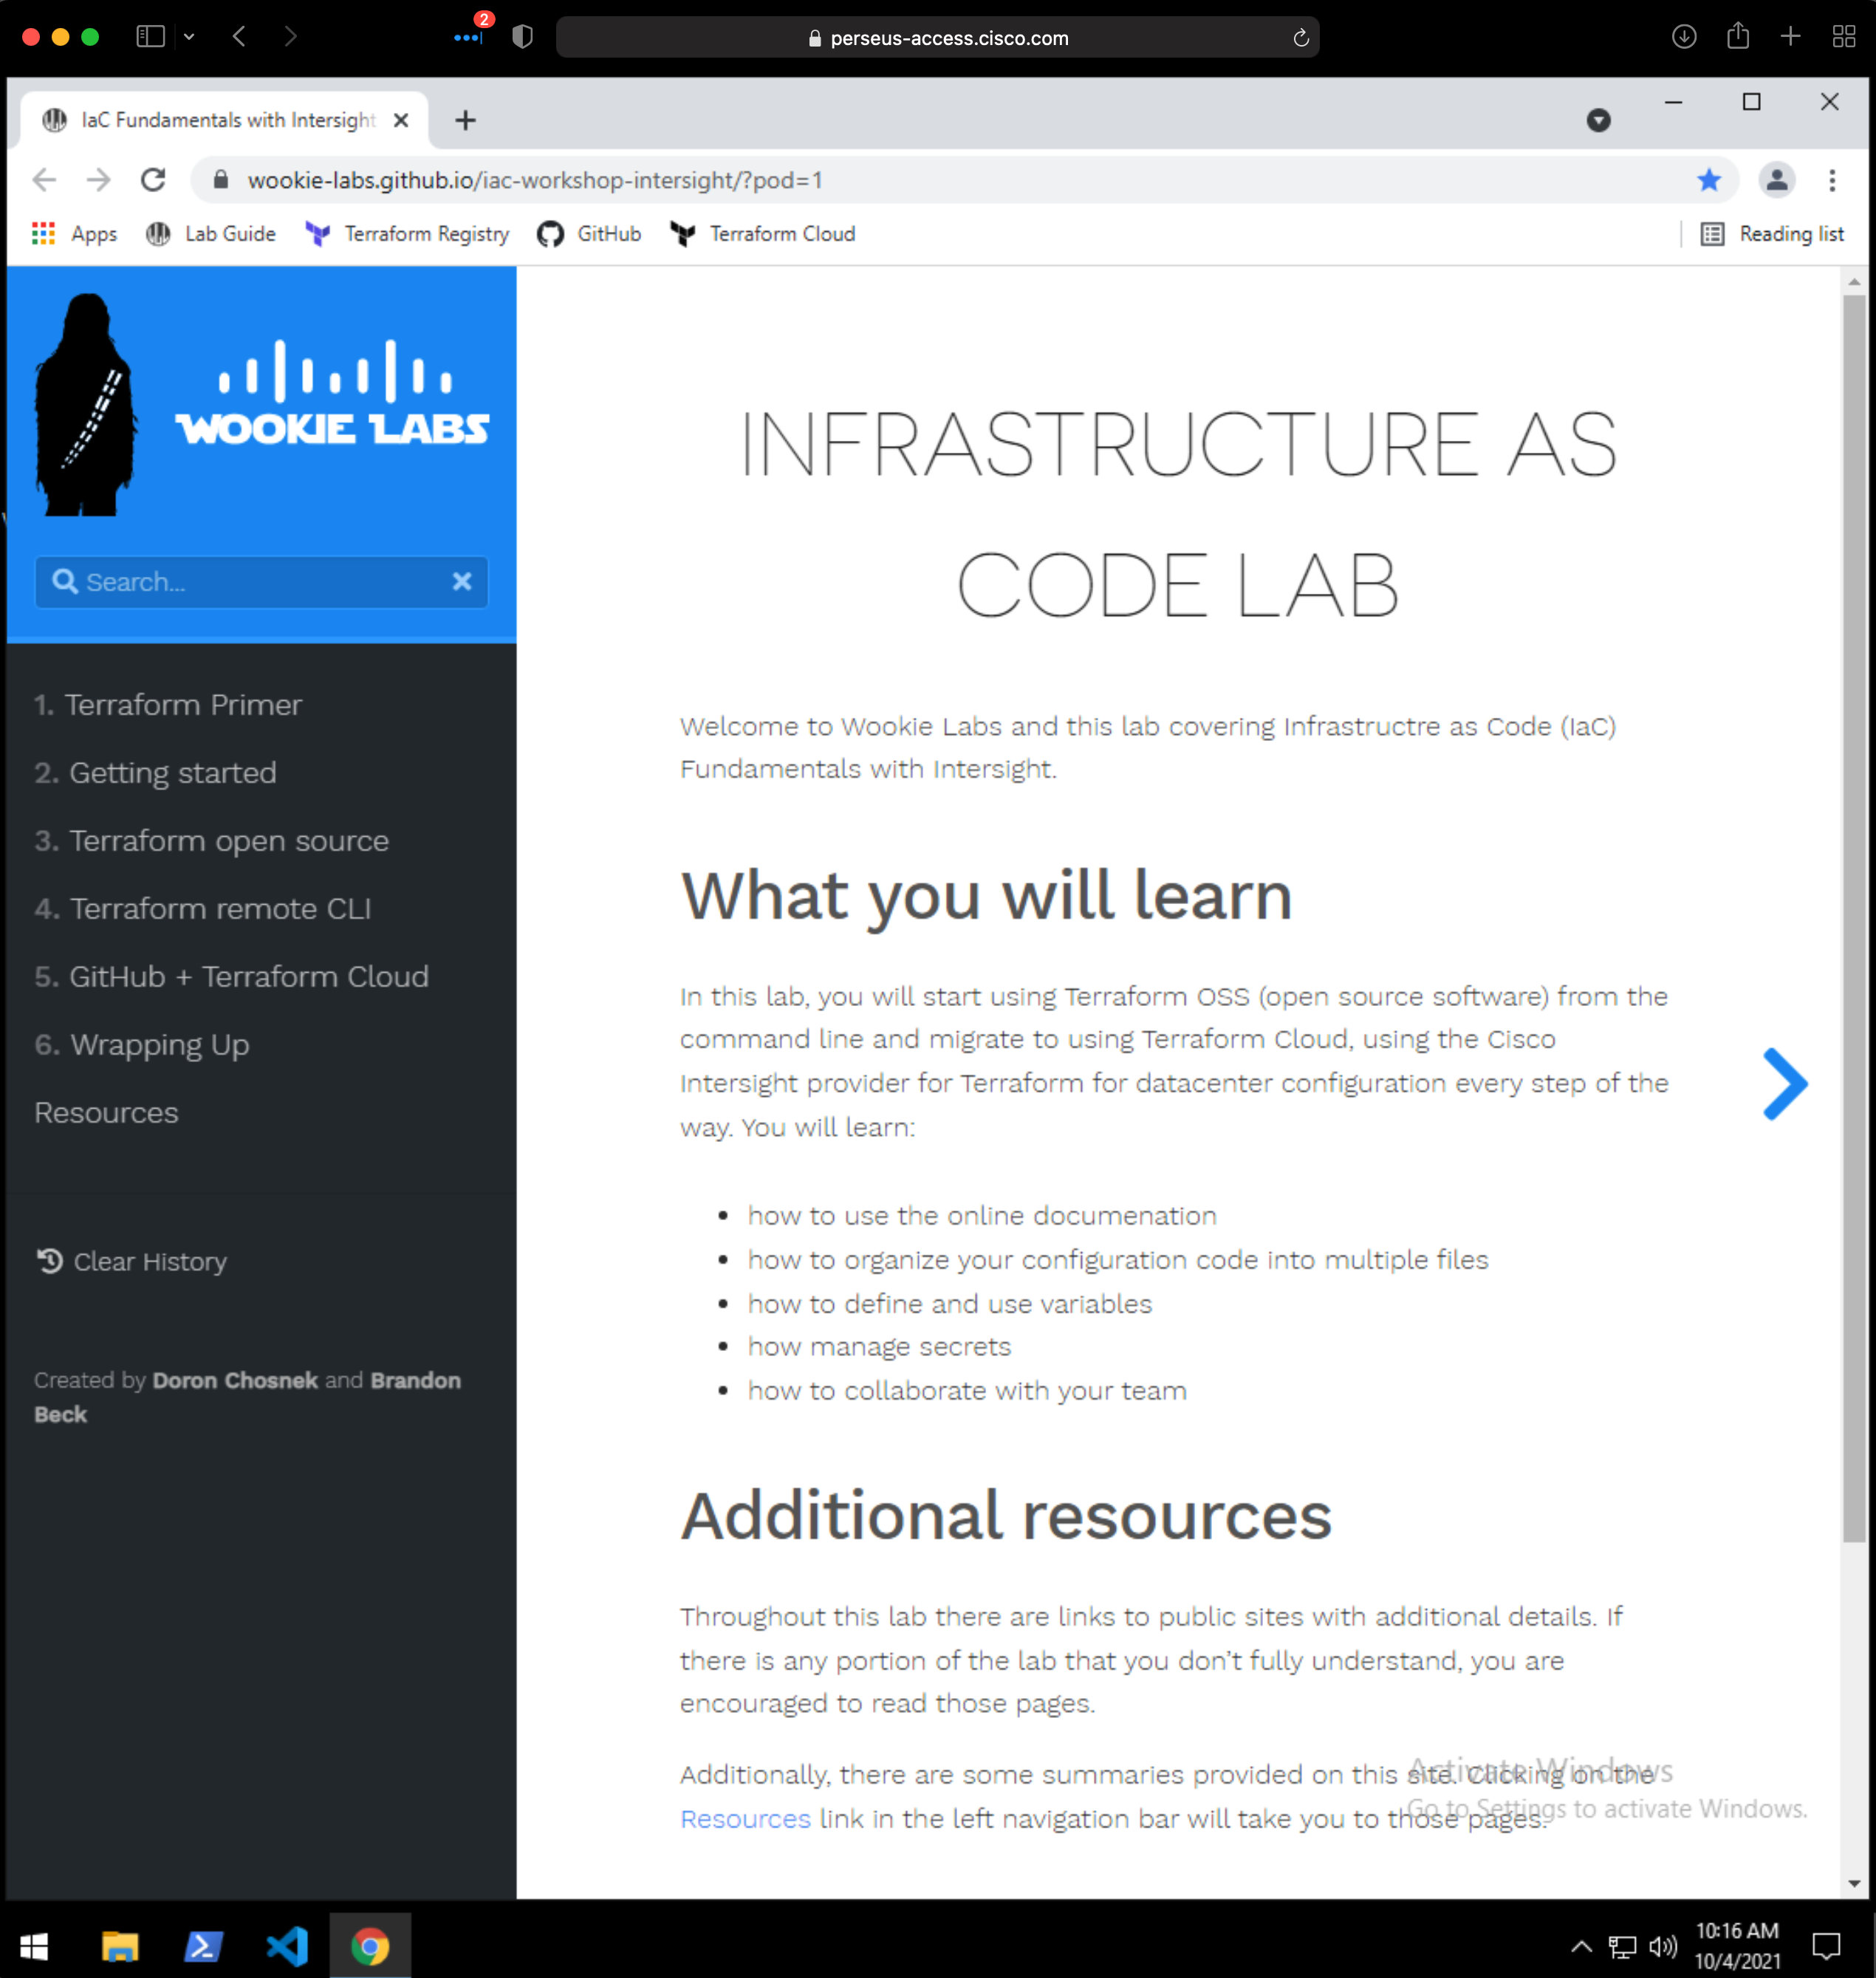 2
perseus-access.cisco.com
IaC Fundamentals with Intersight
wookie-labs.github.io/iac-workshop-intersight/?pod=1
Apps
Lab Guide
Terraform Registry
GitHub
Terraform Cloud
Reading list
WOOKIE LABS
Search...
1. Terraform Primer
2. Getting started
3. Terraform open source
4. Terraform remote CLI
5. GitHub + Terraform Cloud
6. Wrapping Up
Resources
Clear History
Created by Doron Chosnek and Brandon
Beck
INFRASTRUCTURE AS
CODE LAB
Welcome to Wookie Labs and this lab covering Infrastructre as Code (IaC)
Fundamentals with Intersight.
What you will learn
In this lab, you will start using Terraform OSS (open source software) from the
command line and migrate to using Terraform Cloud, using the Cisco
Intersight provider for Terraform for datacenter configuration every step of the
way. You will learn:
• how to use the online documenation
• how to organize your configuration code into multiple files
• how to define and use variables
• how manage secrets
• how to collaborate with your team
Additional resources
Throughout this lab there are links to public sites with additional details. If
there is any portion of the lab that you don't fully understand, you are
encouraged to read those pages.
Additionally, there are some summaries provided on this site. Clicking on the
Resources link in the left navigation bar will take you to those pages.
Activate Windows
Go to Settings to activate Windows.
10:16 AM
10/4/2021